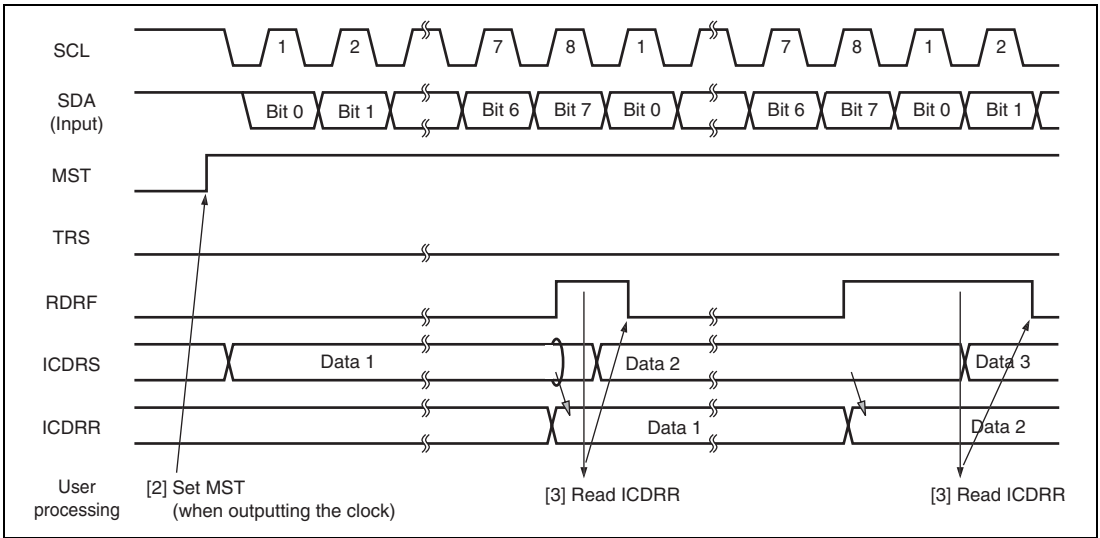 SCL 1 2 7 8 1 7 8 1 2
SDA
(Input)
Bit 0 Bit 1 Bit 6 Bit 7 Bit 0 Bit 6 Bit 7 Bit 0 Bit 1
MST
TRS
RDRF
ICDRS Data 1 Data 2 Data 3
ICDRR Data 1 Data 2
User
processing
[2] Set MST
(when outputting the clock)
[3] Read ICDRR
[3] Read ICDRR